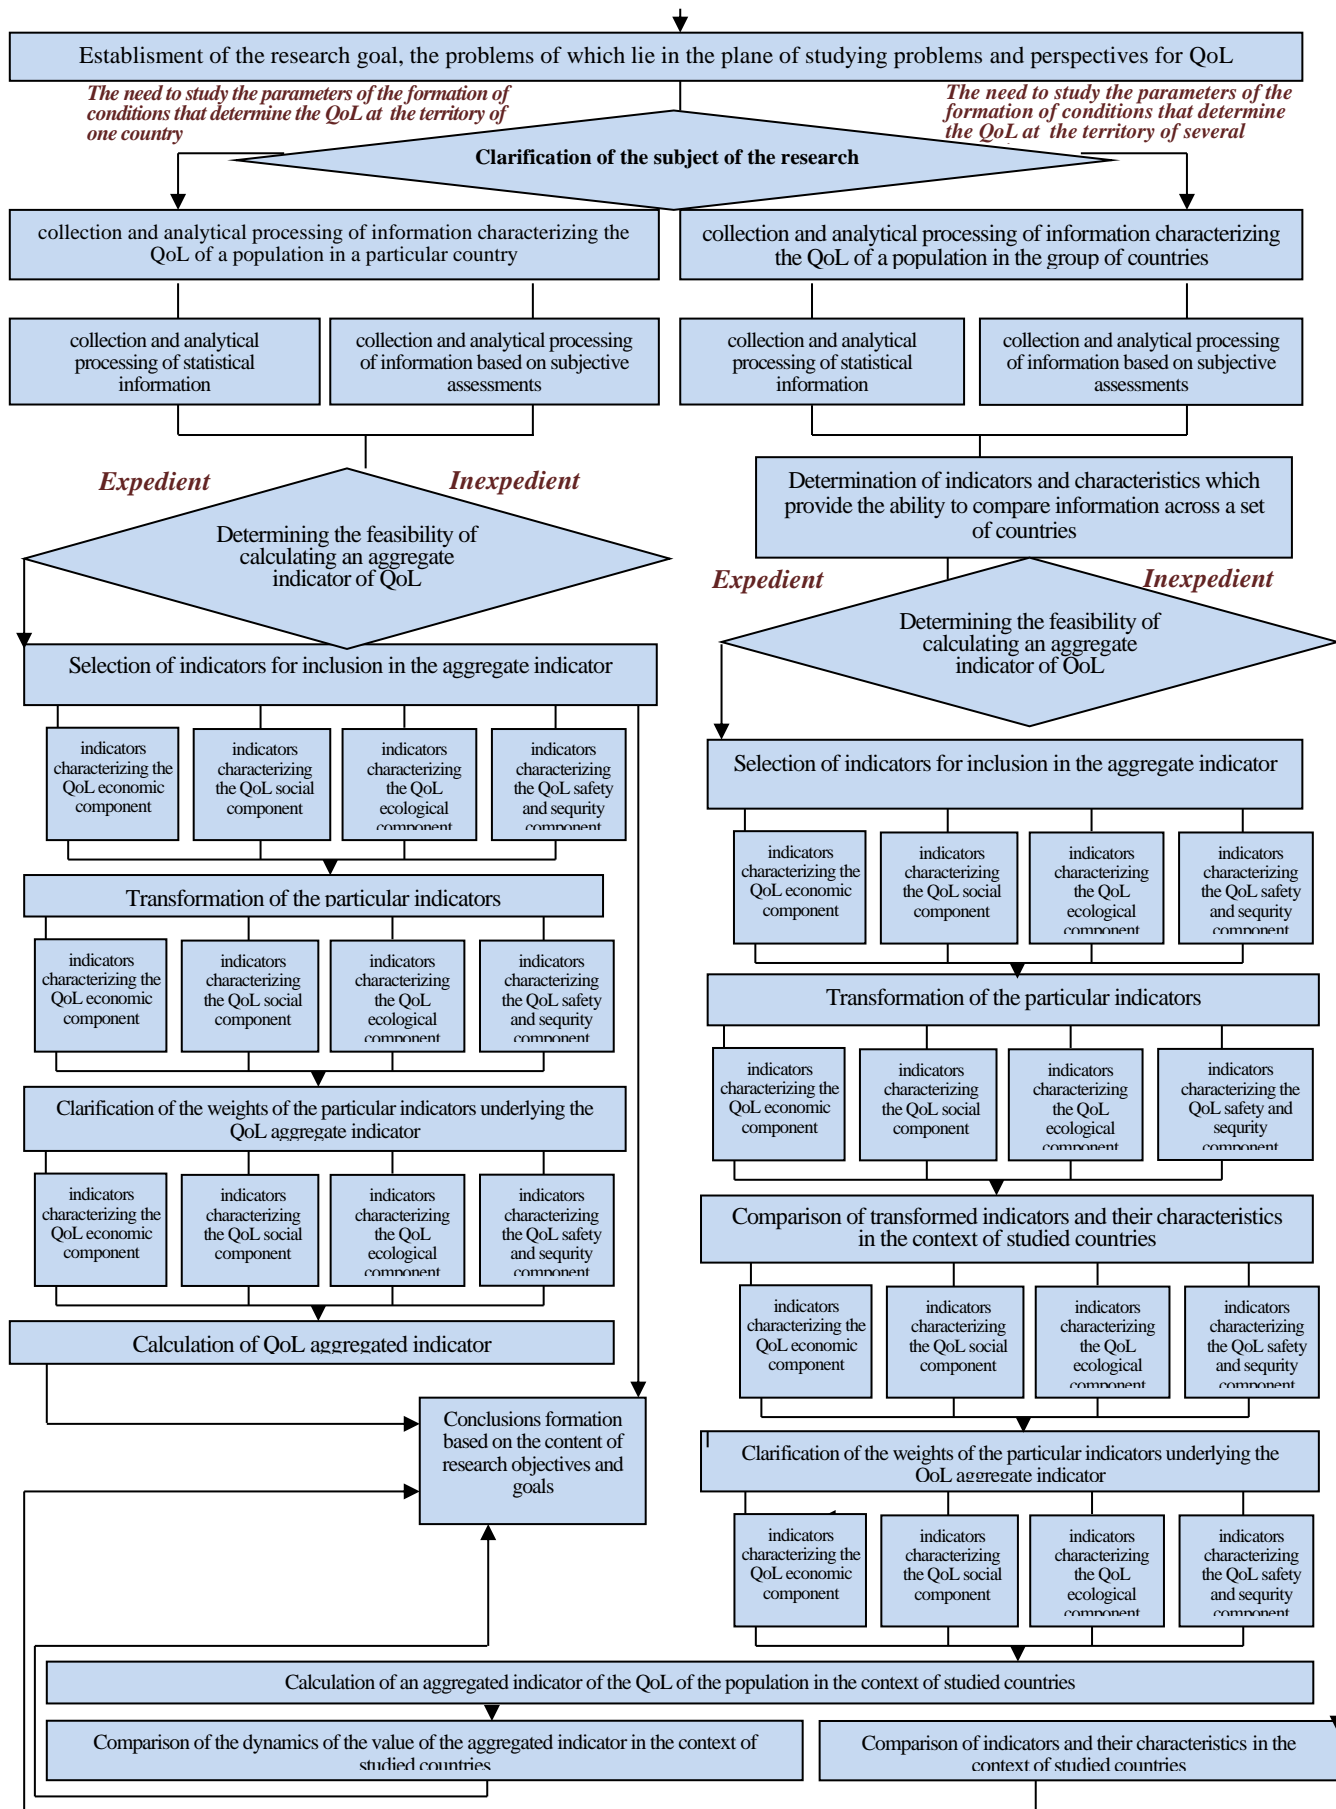 Establisment of the research goal, the problems of which lie in the plane of studying problems and perspectives for QoL
The need to study the parameters of the formation of
conditions that determine the QoL at the territory of
one country
The need to study the parameters of the
formation of conditions that determine
the QoL at the territory of several
Clarification of the subject of the research
collection and analytical processing of information characterizing the
QoL of a population in a particular country
collection and analytical processing of information characterizing
the QoL of a population in the group of countries
collection and analytical
processing of statistical
information
collection and analytical processing
of information based on subjective
assessments
collection and analytical
processing of statistical
information
collection and analytical processing
of information based on subjective
assessments
Expedient
Inexpedient
Determining the feasibility of
calculating an aggregate
indicator of QoL
Determination of indicators and characteristics which
provide the ability to compare information across a set
of countries
Expedient
Inexpedient
Determining the feasibility of
calculating an aggregate
indicator of QoL
Selection of indicators for inclusion in the aggregate indicator
indicators
characterizing the
QoL economic
component
indicators
characterizing
the QoL social
component
indicators
characterizing
the QoL
ecological
component
indicators
characterizing
the QoL safety
and sequrity
component
Transformation of the particular indicators
indicators
characterizing the
QoL economic
component
indicators
characterizing
the QoL social
component
indicators
characterizing
the QoL
ecological
component
indicators
characterizing
the QoL safety
and sequrity
component
Clarification of the weights of the particular indicators underlying the
QoL aggregate indicator
indicators
characterizing the
QoL economic
component
indicators
characterizing
the QoL social
component
indicators
characterizing
the QoL
ecological
component
indicators
characterizing
the QoL safety
and sequrity
component
Calculation of QoL aggregated indicator
Conclusions formation
based on the content of
research objectives and
goals
Selection of indicators for inclusion in the aggregate indicator
indicators
characterizing the
QoL economic
component
indicators
characterizing
the QoL social
component
indicators
characterizing
the QoL
ecological
component
indicators
characterizing
the QoL safety
and sequrity
component
Transformation of the particular indicators
indicators
characterizing the
QoL economic
component
indicators
characterizing
the QoL social
component
indicators
characterizing
the QoL
ecological
component
indicators
characterizing the
QoL safety and
sequrity
component
Comparison of transformed indicators and their characteristics
in the context of studied countries
indicators
characterizing the
QoL economic
component
indicators
characterizing
the QoL social
component
indicators
characterizing
the QoL
ecological
component
indicators
characterizing
the QoL safety
and sequrity
component
Clarification of the weights of the particular indicators underlying the
QoL aggregate indicator
indicators
characterizing the
QoL economic
component
indicators
characterizing
the QoL social
component
indicators
characterizing
the QoL
ecological
component
indicators
characterizing
the QoL safety
and sequrity
component
Calculation of an aggregated indicator of the QoL of the population in the context of studied countries
Comparison of the dynamics of the value of the aggregated indicator in the context of
studied countries
Comparison of indicators and their characteristics in the
context of studied countries